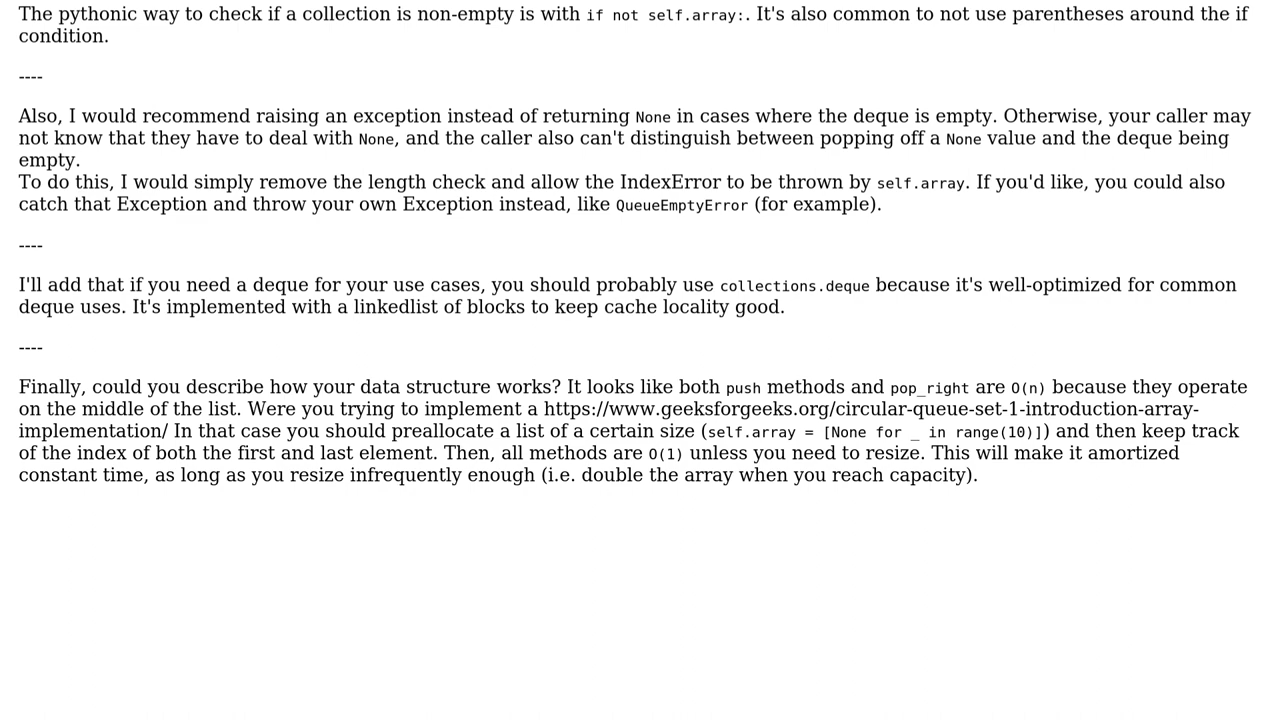 The pythonic way to check if a collection is non-empty is with if not self.array:. It's also common to not use parentheses around the if
condition.
----
Also, I would recommend raising an exception instead of returning None in cases where the deque is empty. Otherwise, your caller may
not know that they have to deal with None, and the caller also can't distinguish between popping off a None value and the deque being
empty.
To do this, I would simply remove the length check and allow the IndexError to be thrown by self.array. If you'd like, you could also
catch that Exception and throw your own Exception instead, like QueueEmptyError (for example).
----
I'll add that if you need a deque for your use cases, you should probably use collections.deque because it's well-optimized for common
deque uses. It's implemented with a linkedlist of blocks to keep cache locality good.
----
Finally, could you describe how your data structure works? It looks like both push methods and pop_right are O(n) because they operate
on the middle of the list. Were you trying to implement a https://www.geeksforgeeks.org/circular-queue-set-1-introduction-array-
implementation/ In that case you should preallocate a list of a certain size (self.array = [None for _ in range(10)]) and then keep track
of the index of both the first and last element. Then, all methods are O(1) unless you need to resize. This will make it amortized
constant time, as long as you resize infrequently enough (i.e. double the array when you reach capacity).